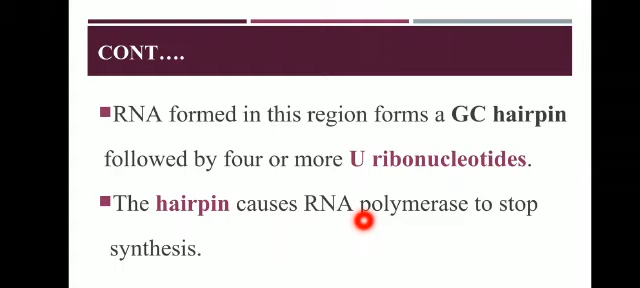 CONT....
RNA formed in this region forms a GC hairpin
followed by four or more U ribonucleotides.
The hairpin causes RNA polymerase to stop
synthesis.